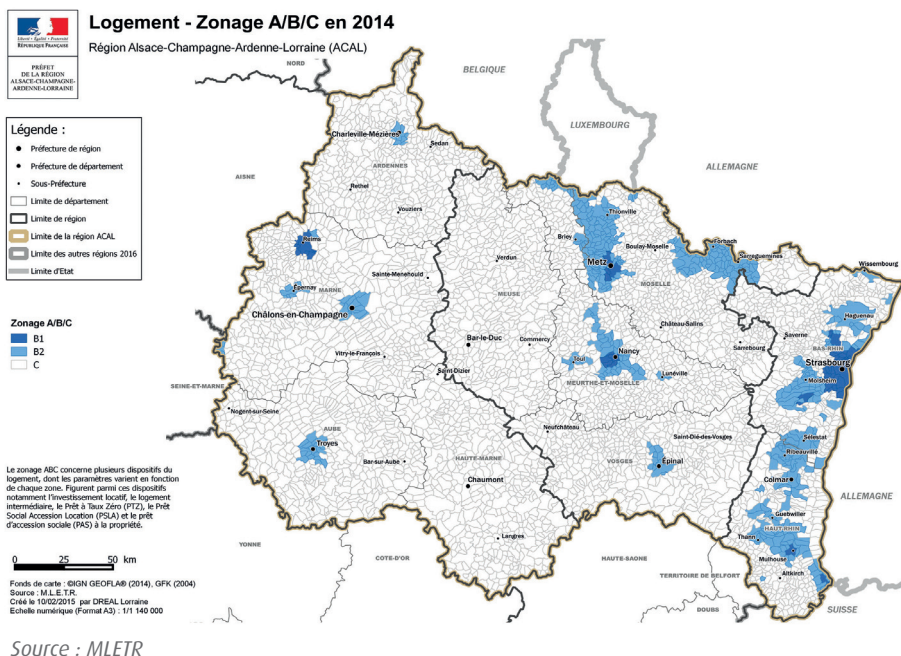 Logement - Zonage A/B/C en 2014
Région Alsace-Champagne-Ardenne-Lorraine (ACAL)
Liberté • Égalité • Fraternité
RÉPUBLIQUE FRANÇAISE
PRÉFET
DE LA RÉGION
ALSACE-CHAMPAGNE-
ARDENNE-LORRAINE
Légende :
Préfecture de région
Préfecture de département
Sous-Préfecture
Limite de département
Limite de région
Limite de la région ACAL
Limite des autres régions 2016
Limite d'Etat
Zonage A/B/C
B1
B2
C
Le zonage ABC concerne plusieurs dispositifs du
logement, dont les paramètres varient en fonction
de chaque zone. Figurent parmi ces dispositifs
notamment l'investissement locatif, le logement
intermédiaire, le Prêt à Taux Zéro (PTZ), le Prêt
Social Accession Location (PSLA) et le prêt
d'accession sociale (PAS) à la propriété.
0 25 50 km
Fonds de carte : ©IGN GEOFLA® (2014), GFK (2004)
Source : M.L.E.T.R.
Créé le 10/02/2015 par DREAL Lorraine
Echelle numérique (Format A3) : 1/1 140 000
NORD
BELGIQUE
LUXEMBOURG
ALLEMAGNE
AISNE
Charleville-Mézières
Sedan
ARDENNES
Rethel
Vouziers
Reims
Épernay
MARNE
Châlons-en-Champagne
Sainte-Menehould
Vitry-le-François
Verdun
MEUSE
Bar-le-Duc
Commercy
Saint-Dizier
Thionville
Briey
Boulay-Moselle
Metz
MOSELLE
Forbach
Sarreguemines
Wissembourg
Haguenau
Saverne
BAS-RHIN
Strasbourg
Molsheim
Château-Salins
Sarrebourg
Toul
Nancy
Lunéville
MEURTHE-ET-MOSELLE
SEINE-ET-MARNE
Nogent-sur-Seine
AUBE
Troyes
Bar-sur-Aube
HAUTE-MARNE
Chaumont
Langres
Neufchâteau
Saint-Dié-des-Vosges
VOSGES
Épinal
Sélestat
Ribeauvillé
Colmar
ALLEMAGNE
Guebwiller
HAUT-RHIN
Thann
Mulhouse
Altkirch
YONNE
COTE-D'OR
HAUTE-SAONE
TERRITOIRE DE BELFORT
DOUBS
SUISSE
Source : MLETR